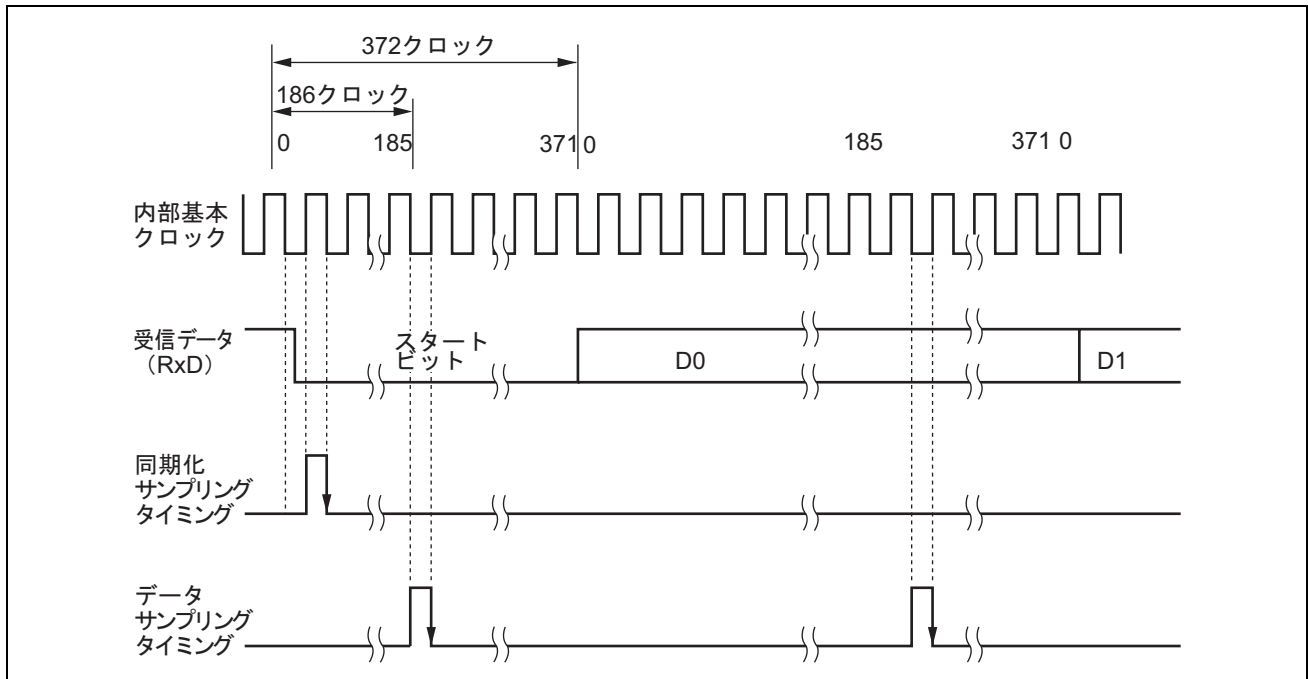 372クロック
186クロック
0 185 371 0 185 371 0
内部基本
クロック
受信データ
(RxD)
スタート
ビット
D0
D1
同期化
サンプリング
タイミング
データ
サンプリング
タイミング